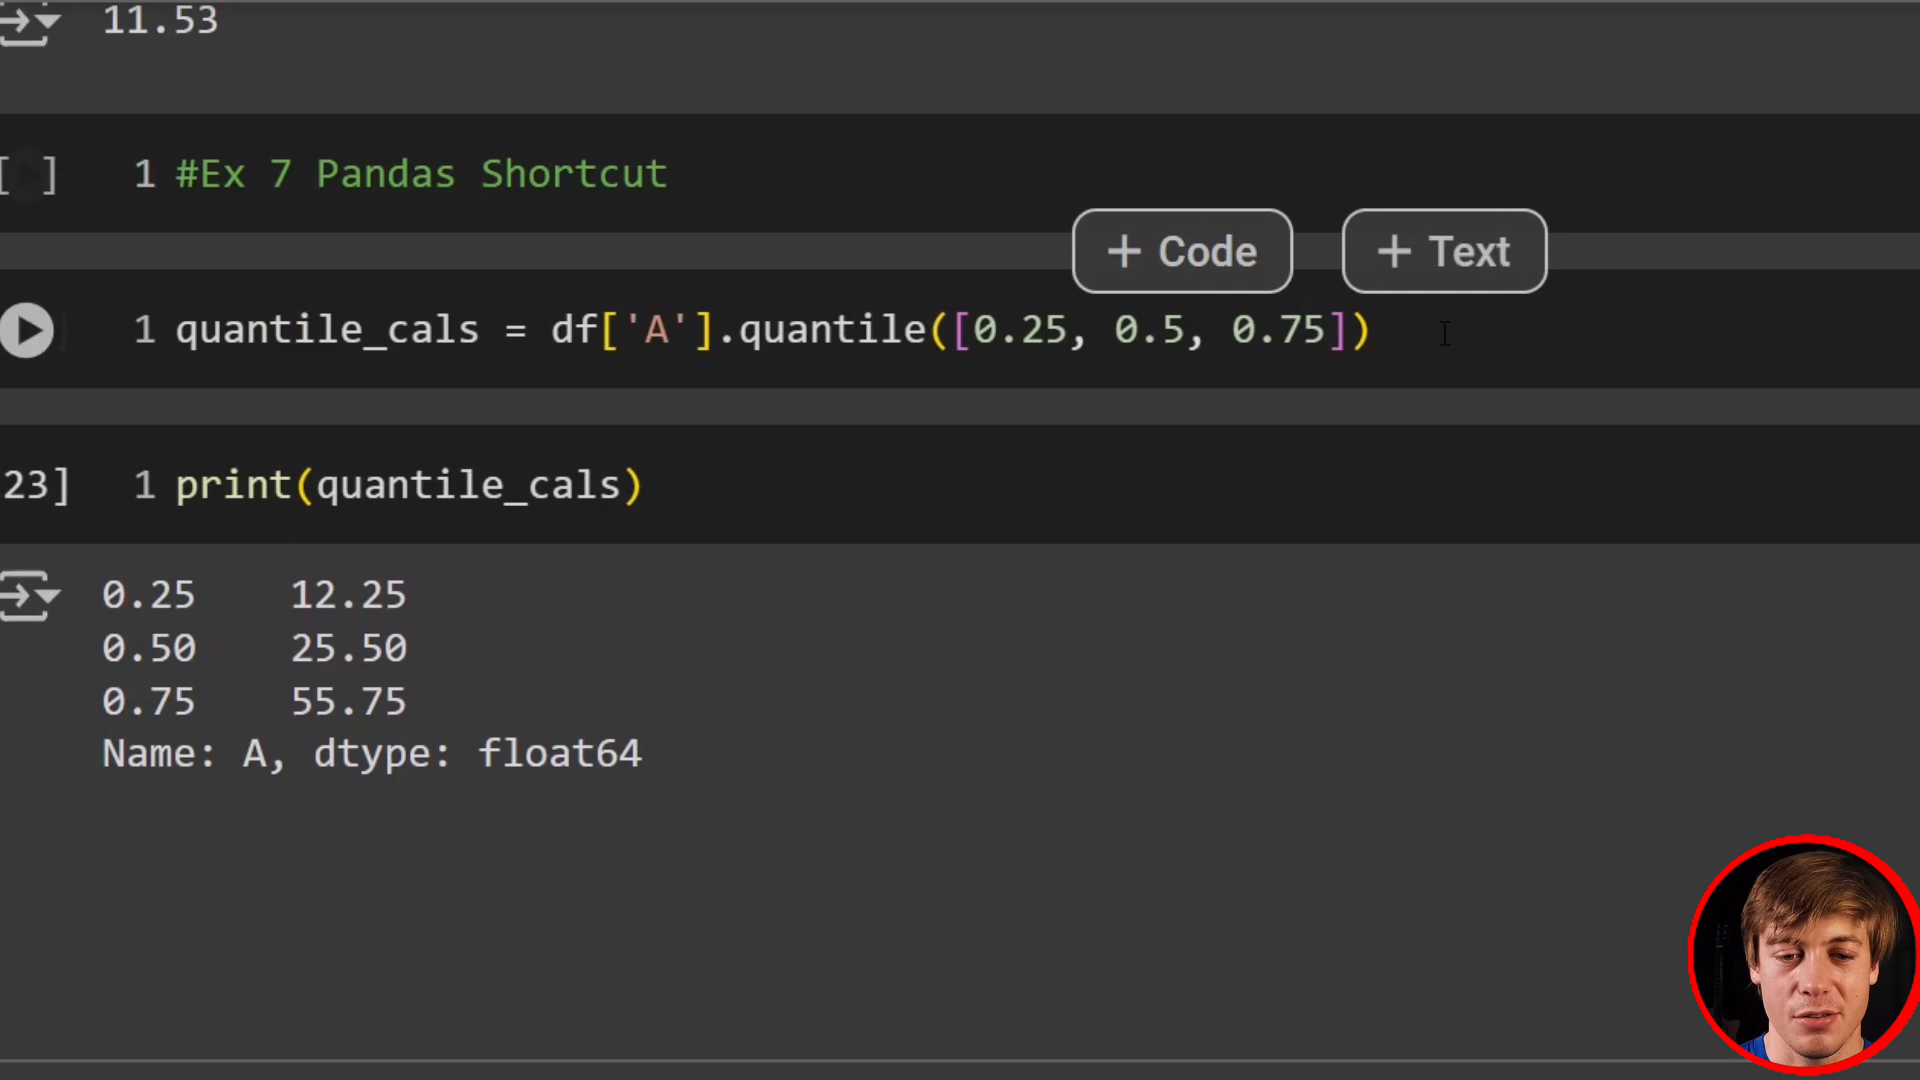 11.53
[ ] 1 #Ex 7 Pandas Shortcut
+ Code + Text
1 quantile_cals = df['A'].quantile([0.25, 0.5, 0.75])
23] 1 print(quantile_cals)
0.25 12.25
0.50 25.50
0.75 55.75
Name: A, dtype: float64